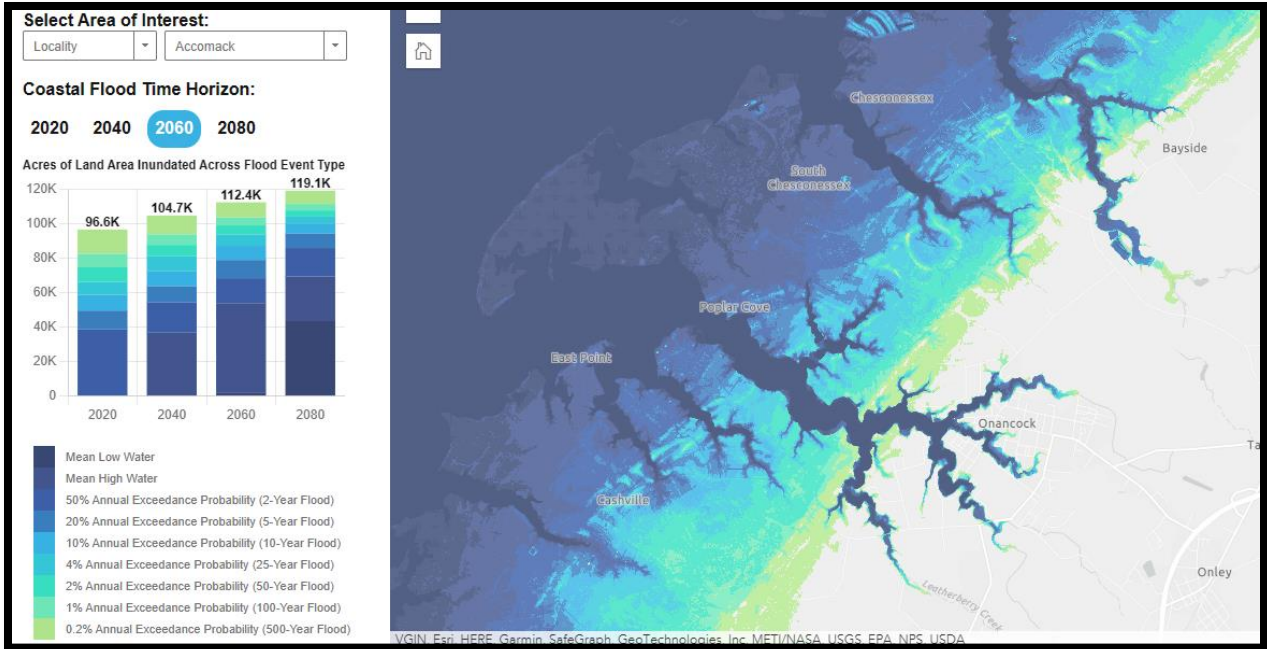 Select Area of Interest:
Locality
Accomack
Coastal Flood Time Horizon:
2020 2040 2060 2080
Acres of Land Area Inundated Across Flood Event Type
120K
100K
80K
60K
40K
20K
0
96.6K
104.7K
112.4K
119.1K
2020 2040 2060 2080
Mean Low Water
Mean High Water
50% Annual Exceedance Probability (2-Year Flood)
20% Annual Exceedance Probability (5-Year Flood)
10% Annual Exceedance Probability (10-Year Flood)
4% Annual Exceedance Probability (25-Year Flood)
2% Annual Exceedance Probability (50-Year Flood)
1% Annual Exceedance Probability (100-Year Flood)
0.2% Annual Exceedance Probability (500-Year Flood)
Chesconessex
Bayside
South
Chesconessex
Poplar Cove
East Point
Onancock
Ta
Cashville
Onley
Leatherberry Creek
VGIN, Esri, HERE, Garmin, SafeGraph, GeoTechnologies, Inc, METI/NASA, USGS, EPA, NPS, USDA